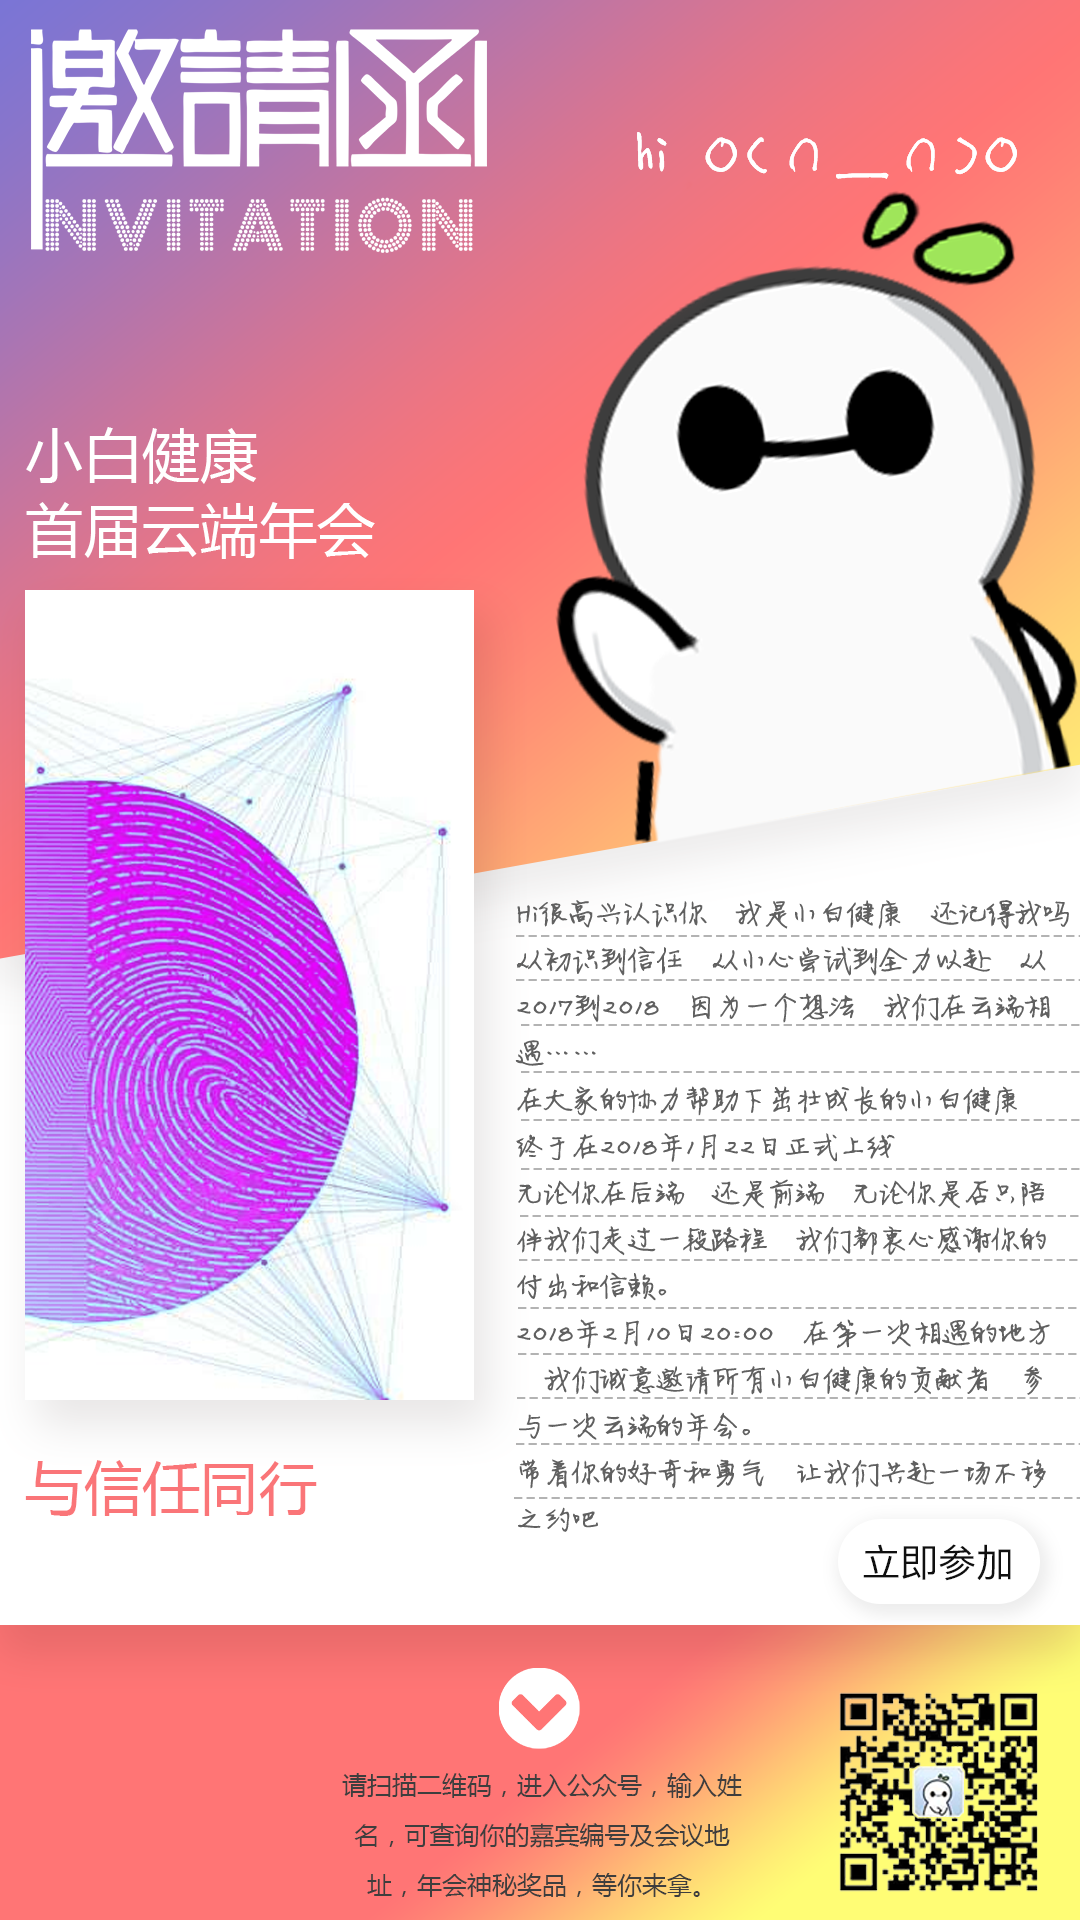 邀請函
INVITATION
hi O(∩_∩)O
小白健康
首届云端年会
Hi很高兴认识你 我是小白健康 还记得我吗
从初识到信任 从小心尝试到全力以赴 从
2017到2018 因为一个想法 我们在云端相
遇……
在大家的协力帮助下茁壮成长的小白健康
终于在2018年1月22日正式上线
无论你在后端 还是前端 无论你是否只陪
伴我们走过一段路程 我们都衷心感谢你的
付出和信赖。
2018年2月10日20:00 在第一次相遇的地方
我们诚意邀请所有小白健康的贡献者 参
与一次云端的年会。
带着你的好奇和勇气 让我们共赴一场不移
之约吧
与信任同行
立即参加
请扫描二维码，进入公众号，输入姓
名，可查询你的嘉宾编号及会议地
址，年会神秘奖品，等你来拿。